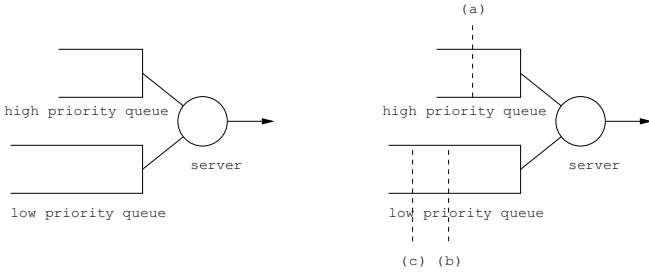 (a)
high priority queue
server
low priority queue
high priority queue
server
low priority queue
(c) (b)